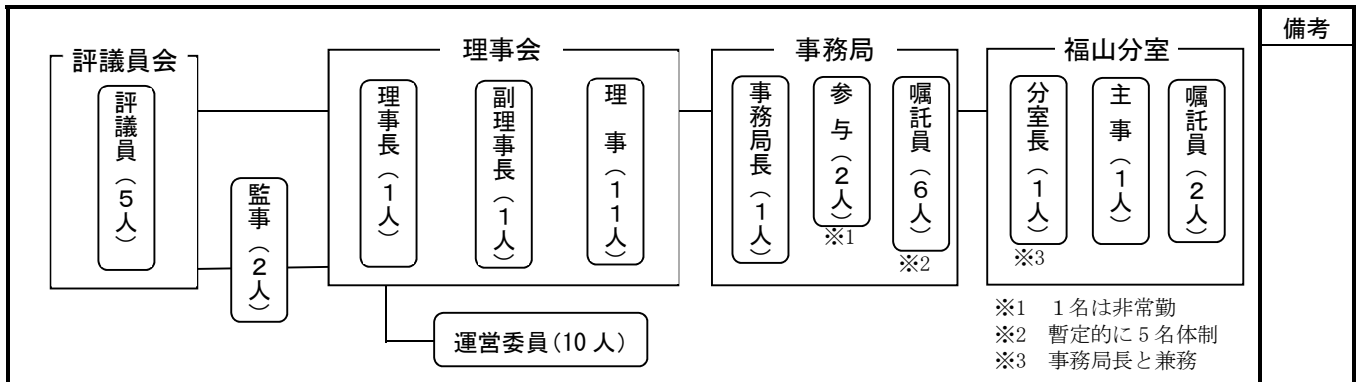 備考
評議員会
評議員（５人）
監事（２人）
理事会
理事長（１人）
副理事長（１人）
理　事（１１人）
運営委員(10 人)
事務局
事務局長（１人）
参与（２人）
※1
嘱託員（６人）
※2
福山分室
分室長（１人）
※3
主　事（１人）
嘱託員（２人）
※1　１名は非常勤
※2　暫定的に 5 名体制
※3　事務局長と兼務